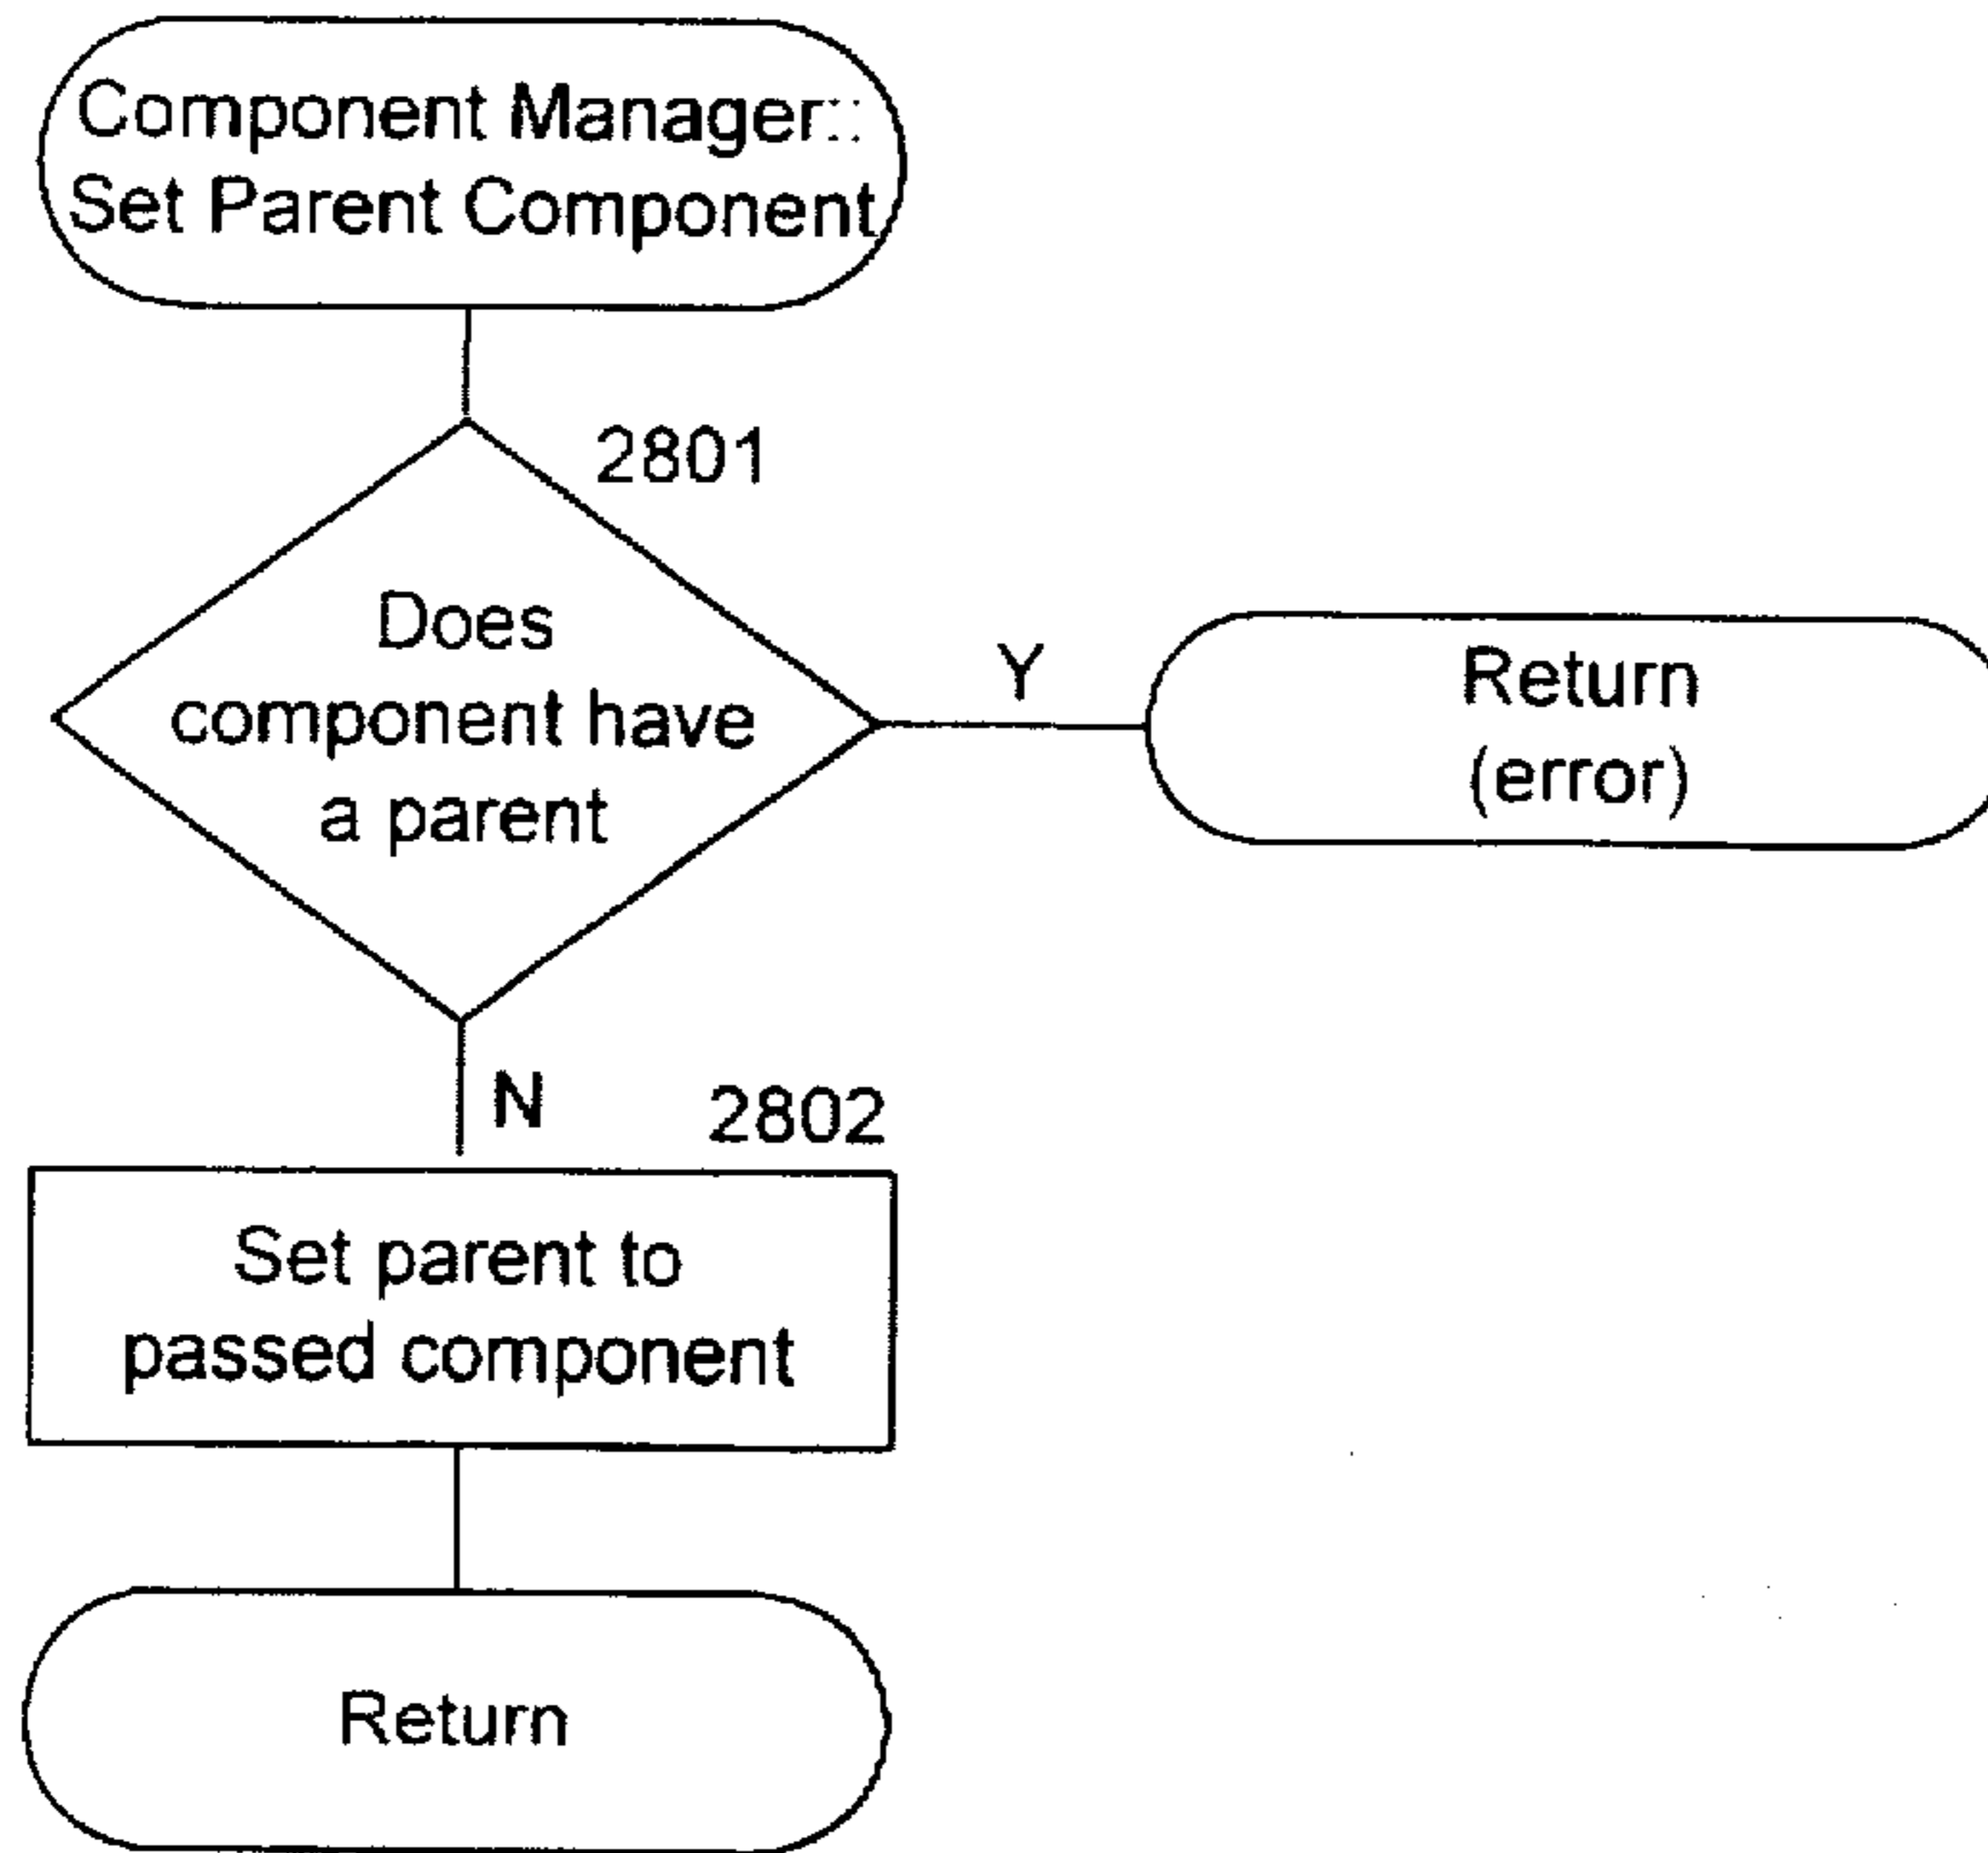 Component Manager::
Set Parent Component
2801
Does
component have
a parent
Y
Return
(error)
N
2802
Set parent to
passed component
Return